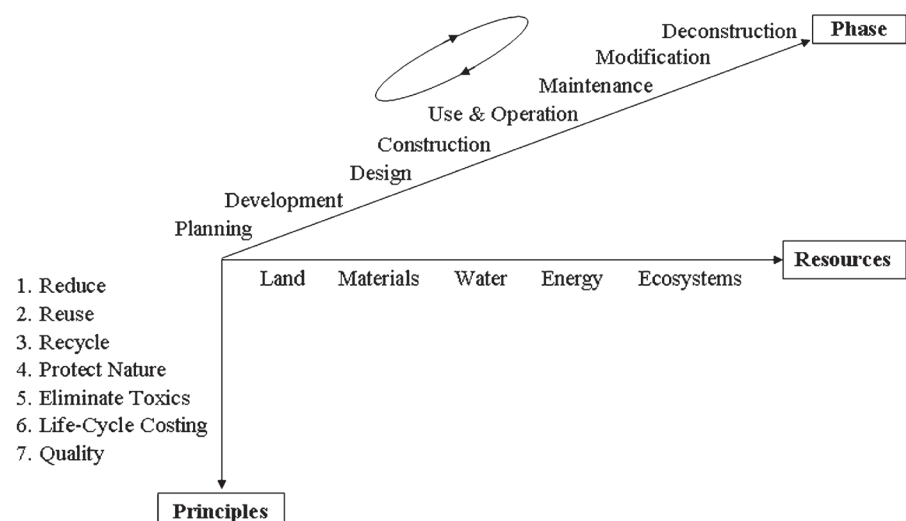 Deconstruction
Phase
Modification
Maintenance
Use & Operation
Construction
Design
Development
Planning
Resources
Land Materials Water Energy Ecosystems
1. Reduce
2. Reuse
3. Recycle
4. Protect Nature
5. Eliminate Toxics
6. Life-Cycle Costing
7. Quality
Principles